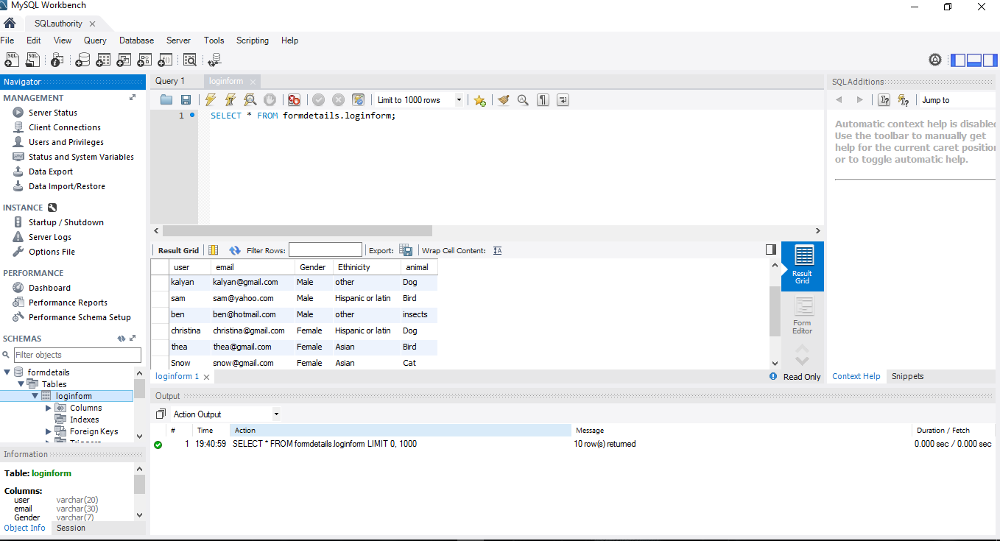 MySQL Workbench
SQLauthority
File Edit View Query Database Server Tools Scripting Help
Navigator
MANAGEMENT
Server Status
Client Connections
Users and Privileges
Status and System Variables
Data Export
Data Import/Restore
INSTANCE
Startup / Shutdown
Server Logs
Options File
PERFORMANCE
Dashboard
Performance Reports
Performance Schema Setup
SCHEMAS
Filter objects
formdetails
Tables
loginform
Columns
Indexes
Foreign Keys
Information
Table: loginform
Columns:
user varchar(20)
email varchar(30)
Gender varchar(7)
Object Info Session
Query 1 loginform
Limit to 1000 rows
1 SELECT * FROM formdetails.loginform;
Result Grid Filter Rows: Export: Wrap Cell Content:
user email Gender Ethinicity animal
kalyan kalyan@gmail.com Male other Dog
sam sam@yahoo.com Male Hispanic or latin Bird
ben ben@hotmail.com Male other insects
christina christina@gmail.com Female Hispanic or latin Dog
thea thea@gmail.com Female Asian Bird
Snow snow@gmail.com Female Asian Cat
Result
Grid
Form
Editor
loginform 1
Read Only
SQLAdditions
Jump to
Automatic context help is disabled
Use the toolbar to manually get
help for the current caret position
or to toggle automatic help.
Context Help Snippets
Output
Action Output
# Time Action Message Duration / Fetch
1 19:40:59 SELECT * FROM formdetails.loginform LIMIT 0, 1000 10 row(s) returned 0.000 sec / 0.000 sec